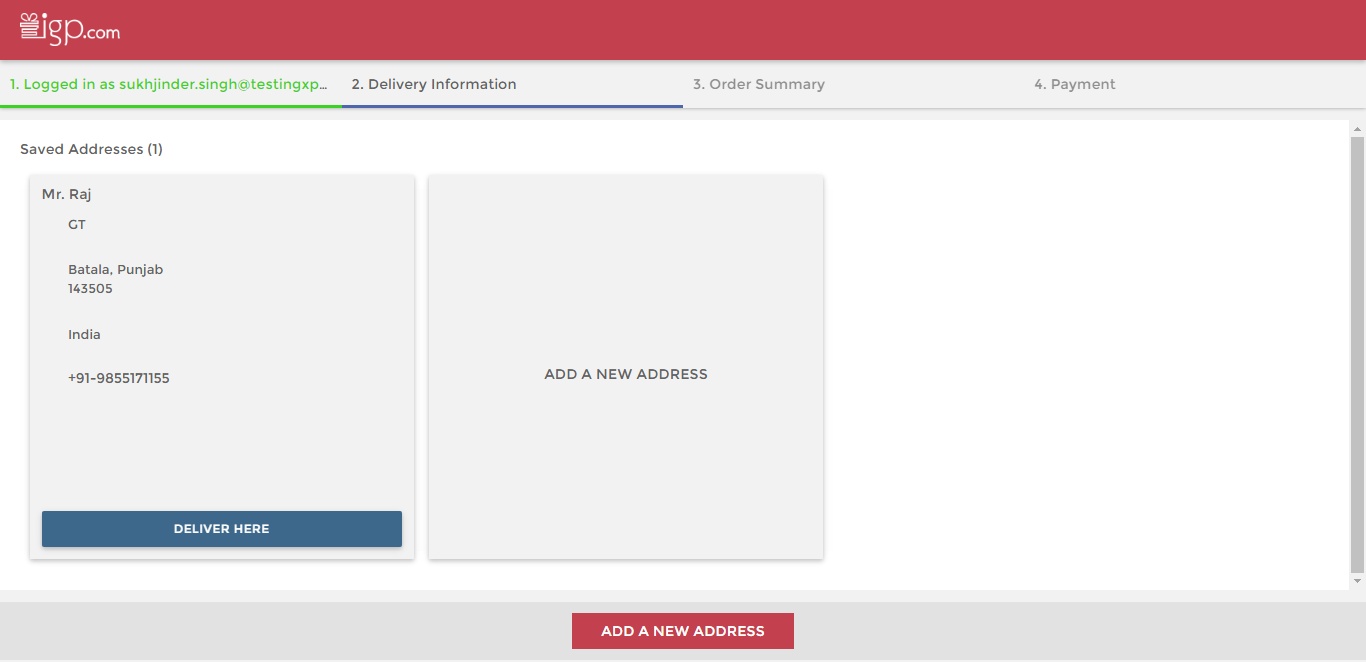 igp.com
1. Logged in as sukhjinder.singh@testingxp...
2. Delivery Information
3. Order Summary
4. Payment
Saved Addresses (1)
Mr. Raj
GT
Batala, Punjab
143505
India
+91-9855171155
DELIVER HERE
ADD A NEW ADDRESS
ADD A NEW ADDRESS